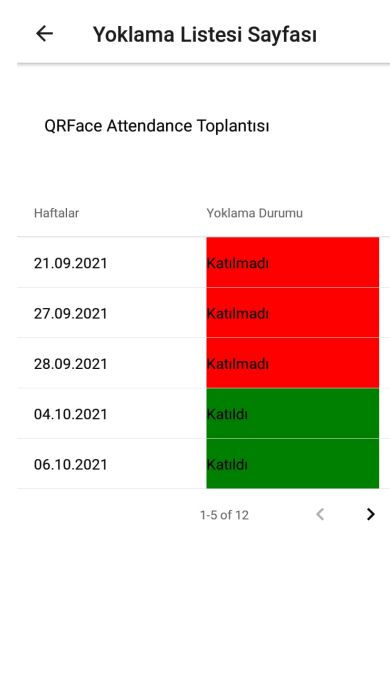 Yoklama Listesi Sayfası
QRFace Attendance Toplantısı
Haftalar Yoklama Durumu
21.09.2021 Katılmadı
27.09.2021 Katılmadı
28.09.2021 Katılmadı
04.10.2021 Katıldı
06.10.2021 Katıldı
1-5 of 12